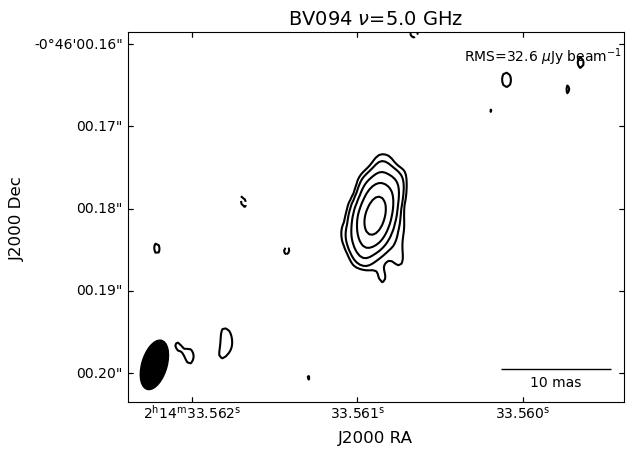 BV094 ν=5.0 GHz
RMS=32.6 μJy beam⁻¹
-0°46'00.16"
00.17"
00.18"
00.19"
00.20"
J2000 Dec
10 mas
2ʰ14ᵐ33.562ˢ 33.561ˢ 33.560ˢ
J2000 RA